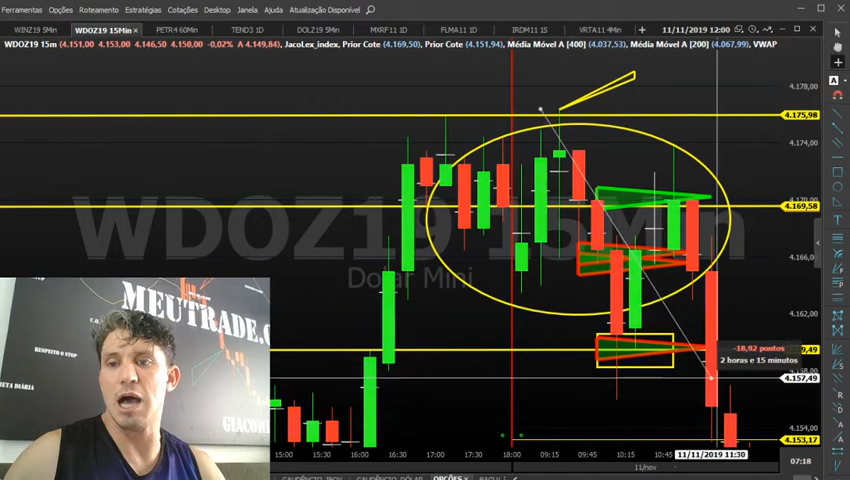 Ferramentas Opções Roteamento Estratégias Cotações Desktop Janela Ajuda Atualização Disponível
WINZ19 5Min WDOZ19 15Min PETR4 60Min TEND3 1D DOLZ19 5Min MXRF11 1D FLMA11 1D IRDM11 1S VRTA11 4Min 11/11/2019 12:00
WDOZ19 15m (4.151,00 4.153,00 4.146,50 4.150,00 -0,02% A 4.149,84), JacoLex_index, Prior Cote (4.169,50), Prior Cote (4.151,94), Média Móvel A [400] (4.037,53), Média Móvel A [200] (4.067,99), VWAP
4.178,00
4.175,98
4.174,00
4.169,58
4.166,00
4.162,00
WDOZ19 15Min
Dolar Mini
-18,92 pontos
2 horas e 15 minutos
4.157,49
4.154,00
4.153,17
15:00 15:30 16:00 16:30 17:00 17:30 18:00 09:15 09:45 10:15 10:45 11/11/2019 11:30
11/nov
07:18
MEUTRADE.C
RESPEITO O STOP
META DIÁRIA
GIACOM
OPÇÕES